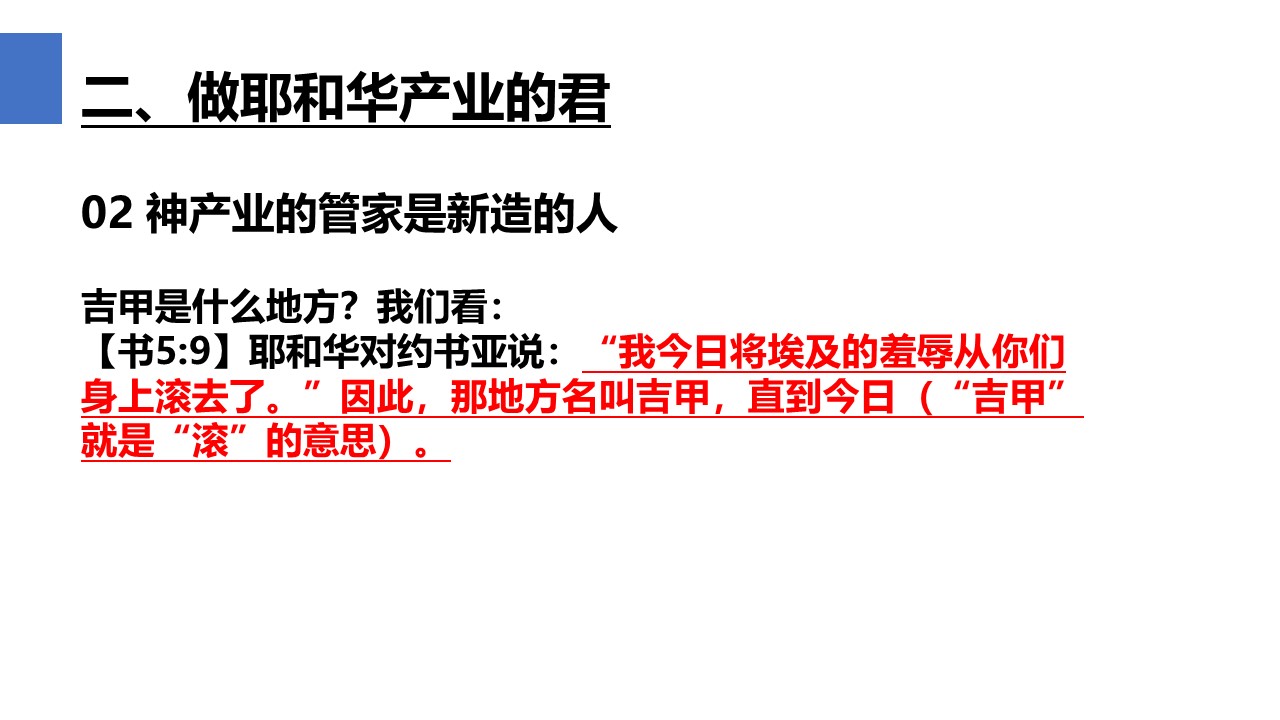 二、做耶和华产业的君
02 神产业的管家是新造的人
吉甲是什么地方？我们看：
【书5:9】耶和华对约书亚说：“我今日将埃及的羞辱从你们
身上滚去了。”因此，那地方名叫吉甲，直到今日（“吉甲”
就是“滚”的意思）。